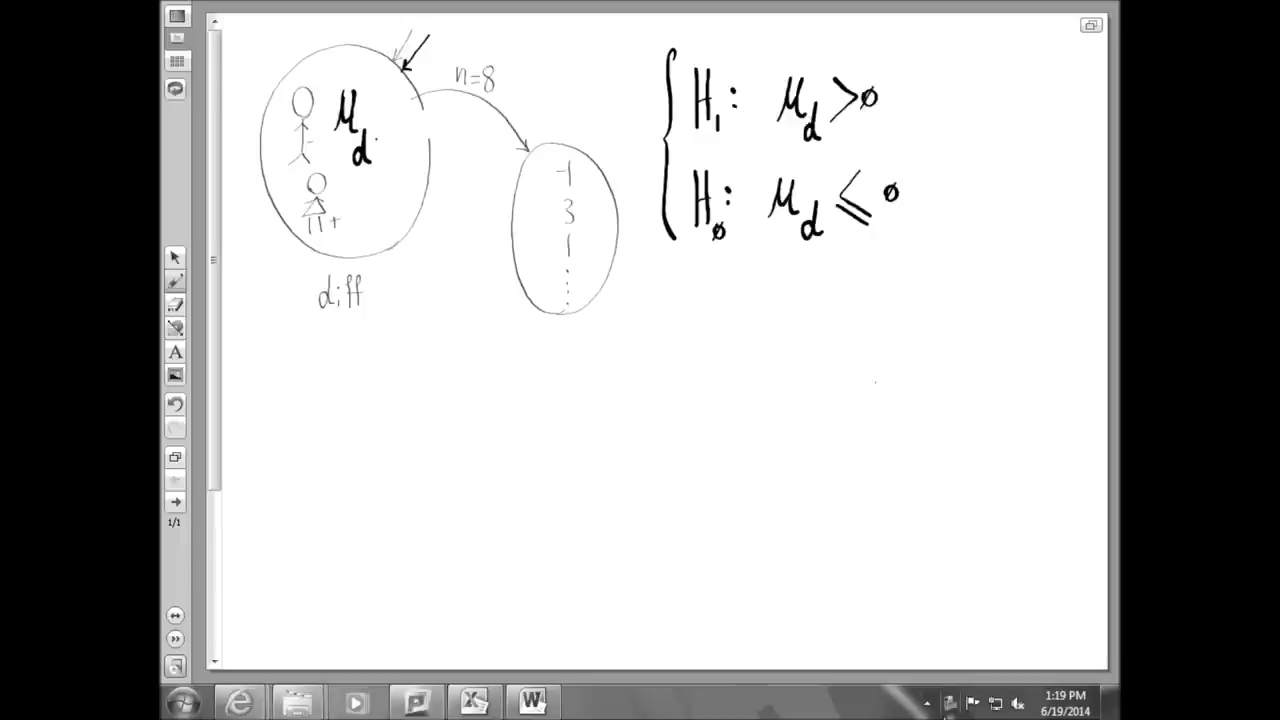 n=8
μd
-1
3
1
⋮
diff
H1: μd > 0
H0: μd ≤ 0
A
1/1
1:19 PM
6/19/2014